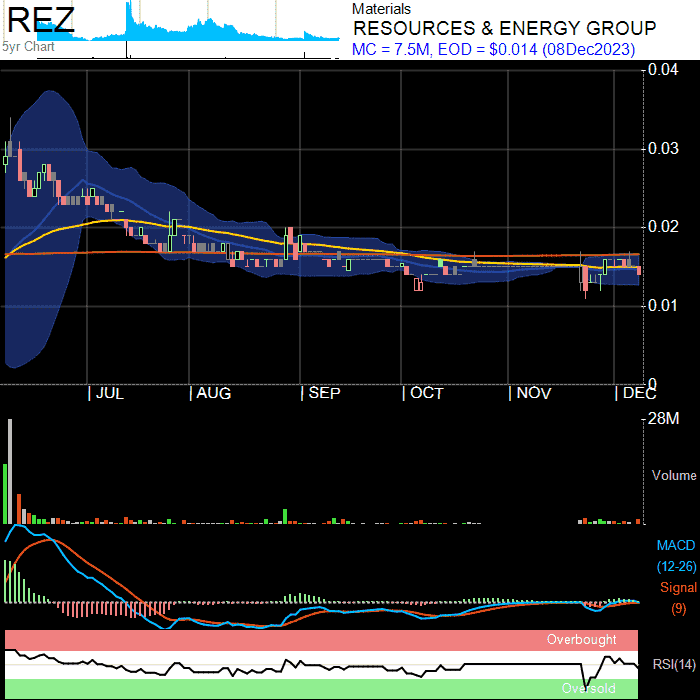 REZ
5yr Chart
Materials
RESOURCES & ENERGY GROUP
MC = 7.5M, EOD = $0.014 (08Dec2023)
0.04
0.03
0.02
0.01
0
JUL
AUG
SEP
OCT
NOV
DEC
28M
Volume
MACD
(12-26)
Signal
(9)
Overbought
RSI(14)
Oversold